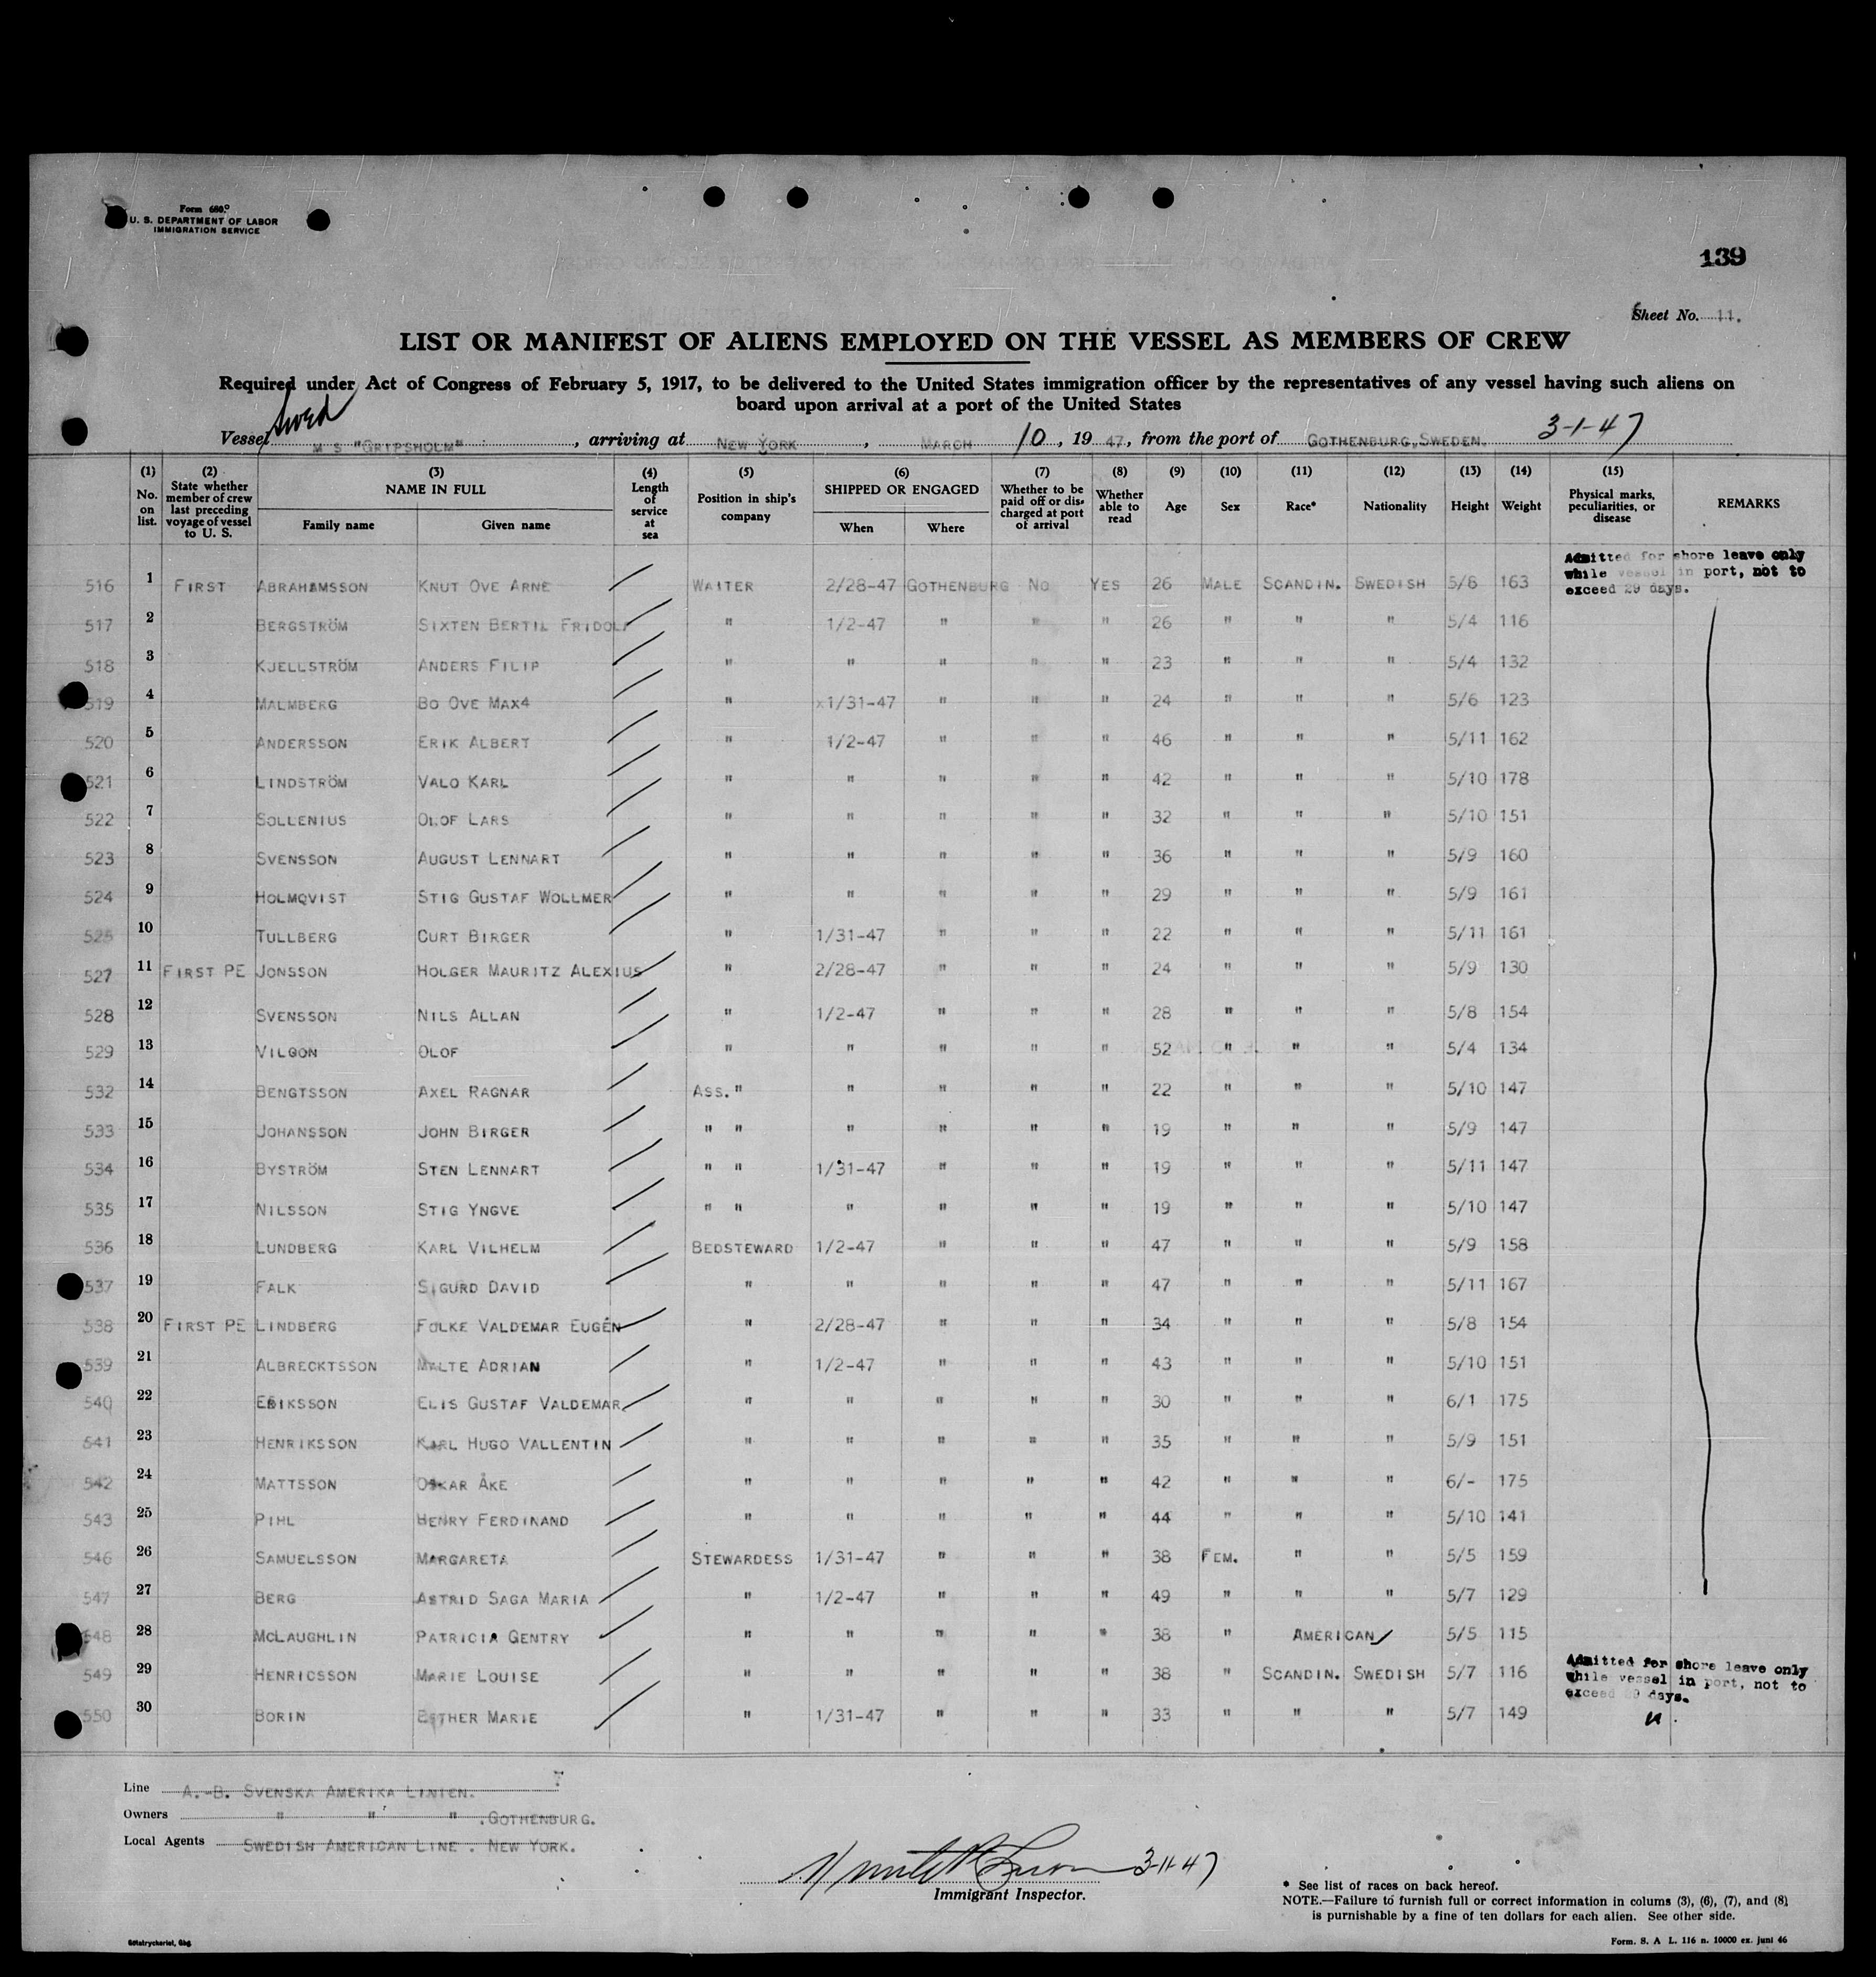 Form 680
U. S. DEPARTMENT OF LABOR
IMMIGRATION SERVICE
139
Sheet No. 11.
LIST OR MANIFEST OF ALIENS EMPLOYED ON THE VESSEL AS MEMBERS OF CREW
Required under Act of Congress of February 5, 1917, to be delivered to the United States immigration officer by the representatives of any vessel having such aliens on
board upon arrival at a port of the United States
Swed
Vessel M S "GRIPSHOLM", arriving at NEW YORK, MARCH 10, 19 47, from the port of GOTHENBURG, SWEDEN. 3-1-47
(1) No. on list. (2) State whether member of crew last preceding voyage of vessel to U. S. (3) NAME IN FULL Family name Given name (4) Length of service at sea (5) Position in ship's company (6) SHIPPED OR ENGAGED When Where (7) Whether to be paid off or discharged at port of arrival (8) Whether able to read (9) Age (10) Sex (11) Race* (12) Nationality (13) Height (14) Weight (15) Physical marks, peculiarities, or disease REMARKS
Admitted for shore leave only
while vessel in port, not to
exceed 29 days.
516 1 FIRST ABRAHAMSSON KNUT OVE ARNE WAITER 2/28-47 GOTHENBURG NO YES 26 MALE SCANDIN. SWEDISH 5/6 163
517 2 BERGSTRÖM SIXTEN BERTIL FRIDOLF " 1/2-47 " " " 26 " " " 5/4 116
518 3 KJELLSTRÖM ANDERS FILIP " " " " " 23 " " " 5/4 132
519 4 MALMBERG BO OVE MAX4 " x1/31-47 " " " 24 " " " 5/6 123
520 5 ANDERSSON ERIK ALBERT " 1/2-47 " " " 46 " " " 5/11 162
521 6 LINDSTRÖM VALO KARL " " " " " 42 " " " 5/10 178
522 7 SOLLENIUS OLOF LARS " " " " " 32 " " " 5/10 151
523 8 SVENSSON AUGUST LENNART " " " " " 36 " " " 5/9 160
524 9 HOLMQVIST STIG GUSTAF WOLLMER " " " " " 29 " " " 5/9 161
525 10 TULLBERG CURT BIRGER " 1/31-47 " " " 22 " " " 5/11 161
527 11 FIRST PE JONSSON HOLGER MAURITZ ALEXIUS " 2/28-47 " " " 24 " " " 5/9 130
528 12 SVENSSON NILS ALLAN " 1/2-47 " " " 28 " " " 5/8 154
529 13 VILGON OLOF " " " " " 52 " " " 5/4 134
532 14 BENGTSSON AXEL RAGNAR ASS. " " " " " 22 " " " 5/10 147
533 15 JOHANSSON JOHN BIRGER " " " " " " 19 " " " 5/9 147
534 16 BYSTRÖM STEN LENNART " " 1/31-47 " " " 19 " " " 5/11 147
535 17 NILSSON STIG YNGVE " " " " " " 19 " " " 5/10 147
536 18 LUNDBERG KARL VILHELM BEDSTEWARD 1/2-47 " " " 47 " " " 5/9 158
537 19 FALK SIGURD DAVID " " " " " 47 " " " 5/11 167
538 20 FIRST PE LINDBERG FOLKE VALDEMAR EUGÉN " 2/28-47 " " " 34 " " " 5/8 154
539 21 ALBRECKTSSON MALTE ADRIAN " 1/2-47 " " " 43 " " " 5/10 151
540 22 ERIKSSON ELIS GUSTAF VALDEMAR " " " " " 30 " " " 6/1 175
541 23 HENRIKSSON KARL HUGO VALLENTIN " " " " " 35 " " " 5/9 151
542 24 MATTSSON OSKAR ÅKE " " " " " 42 " " " 6/- 175
543 25 PIHL HENRY FERDINAND " " " " " 44 " " " 5/10 141
546 26 SAMUELSSON MARGARETA STEWARDESS 1/31-47 " " " 38 FEM. " " 5/5 159
547 27 BERG ASTRID SAGA MARIA " 1/2-47 " " " 49 " " " 5/7 129
548 28 MCLAUGHLIN PATRICIA GENTRY " " " " " 38 " AMERICAN 5/5 115
549 29 HENRICSSON MARIE LOUISE " " " " " 38 " SCANDIN. SWEDISH 5/7 116
Admitted for shore leave only
while vessel in port, not to
exceed 29 days.
550 30 BORIN ESTHER MARIE " 1/31-47 " " " 33 " " " 5/7 149 "
Line A.-B. SVENSKA AMERIKA LINIEN.
Owners " " " .GOTHENBURG.
Local Agents SWEDISH AMERICAN LINE. NEW YORK.
3-11-47
Immigrant Inspector.
* See list of races on back hereof.
NOTE.—Failure to furnish full or correct information in colums (3), (6), (7), and (8)
is purnishable by a fine of ten dollars for each alien. See other side.
Götatryckeriet, Gbg.
Form. S. A L. 116 n. 10000 ex. juni 46